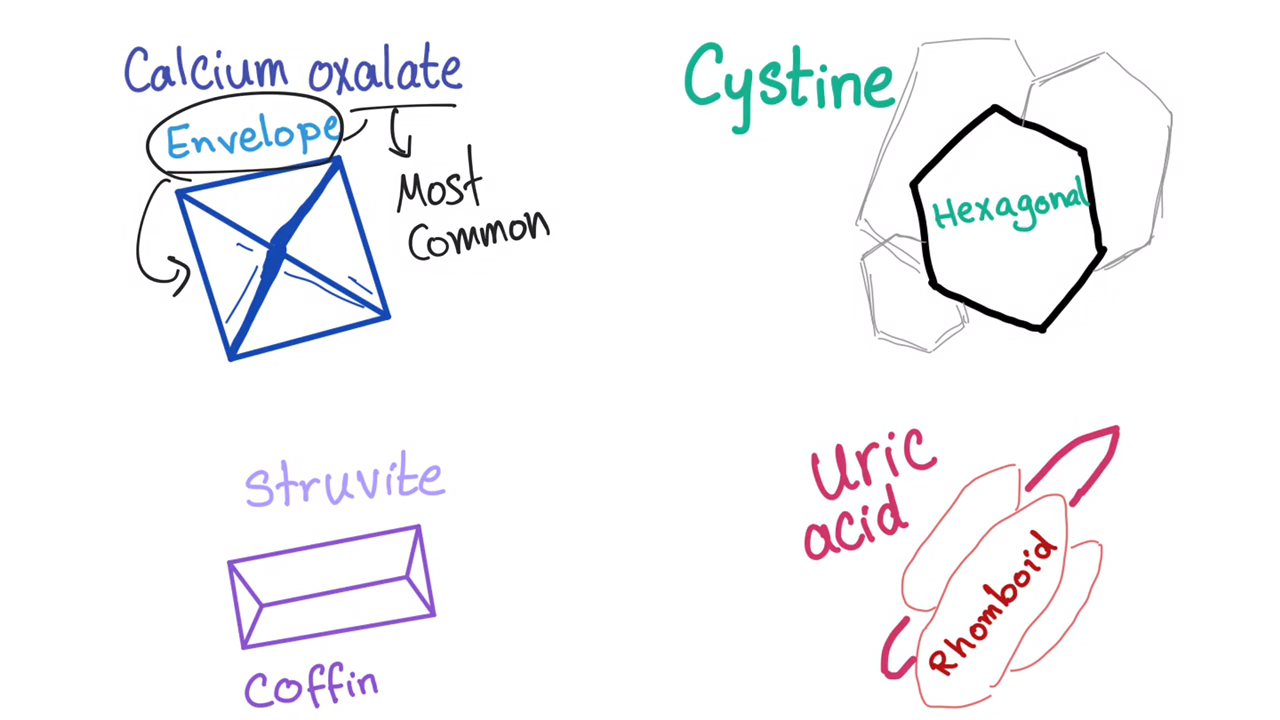 Calcium oxalate
Envelope
Most
Common
Cystine
Hexagonal
Struvite
Coffin
Uric
acid
Rhomboid